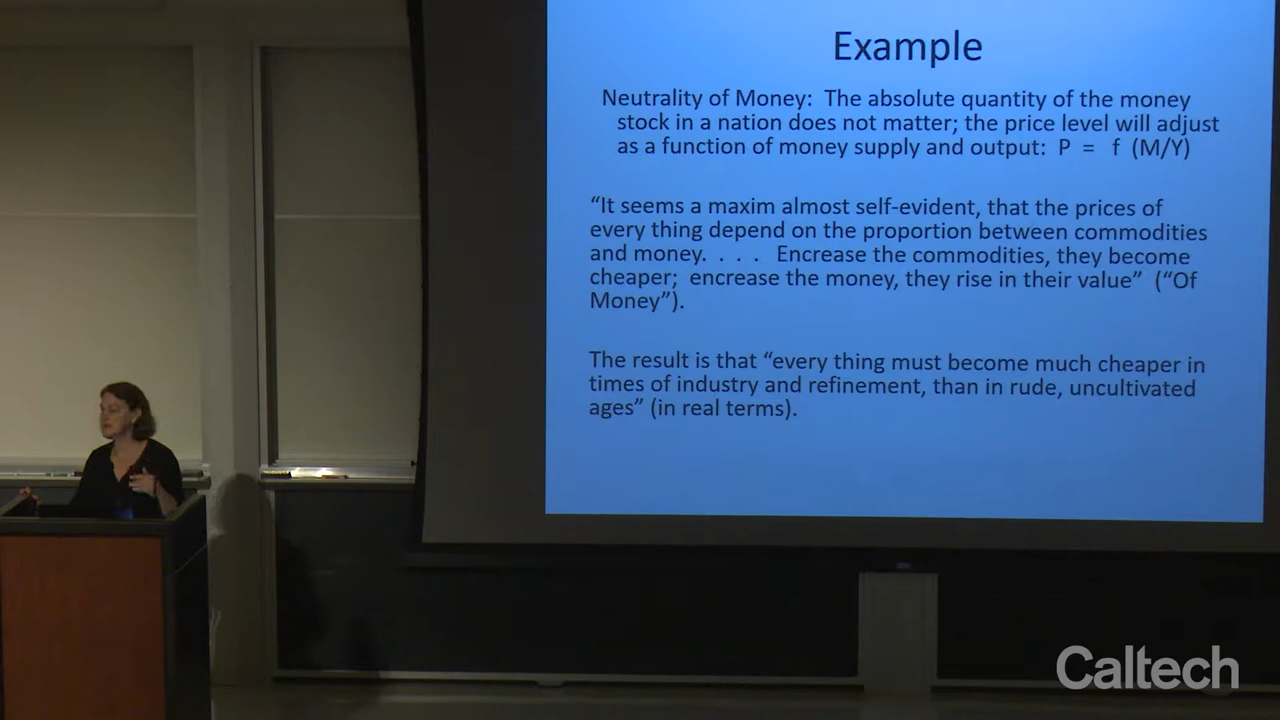 Example
Neutrality of Money:  The absolute quantity of the money
stock in a nation does not matter; the price level will adjust
as a function of money supply and output:  P  =  f  (M/Y)
“It seems a maxim almost self-evident, that the prices of
every thing depend on the proportion between commodities
and money. . . .  Encrease the commodities, they become
cheaper;  encrease the money, they rise in their value”  (“Of
Money”).
The result is that “every thing must become much cheaper in
times of industry and refinement, than in rude, uncultivated
ages” (in real terms).
Caltech